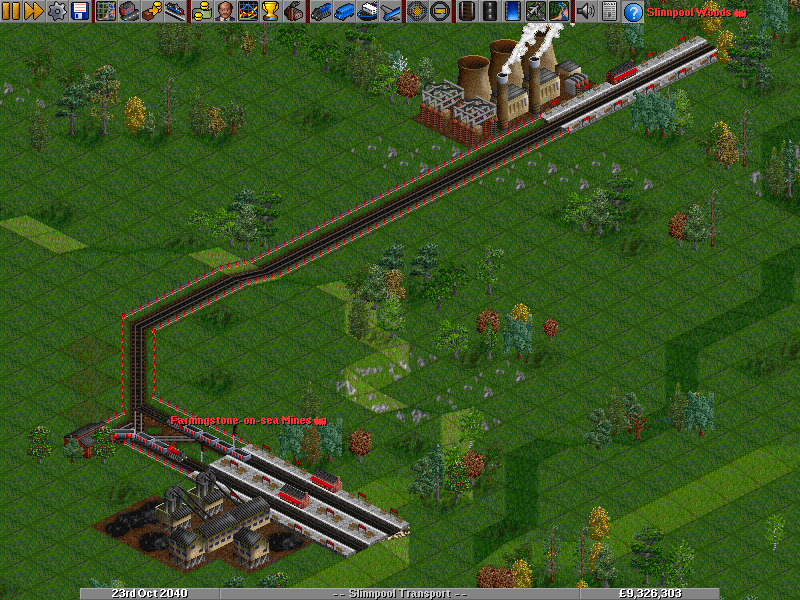 Slinnpool Woods
Farningstone-on-sea Mines
23rd Oct 2040
-- Slinnpool Transport --
£9,326,303